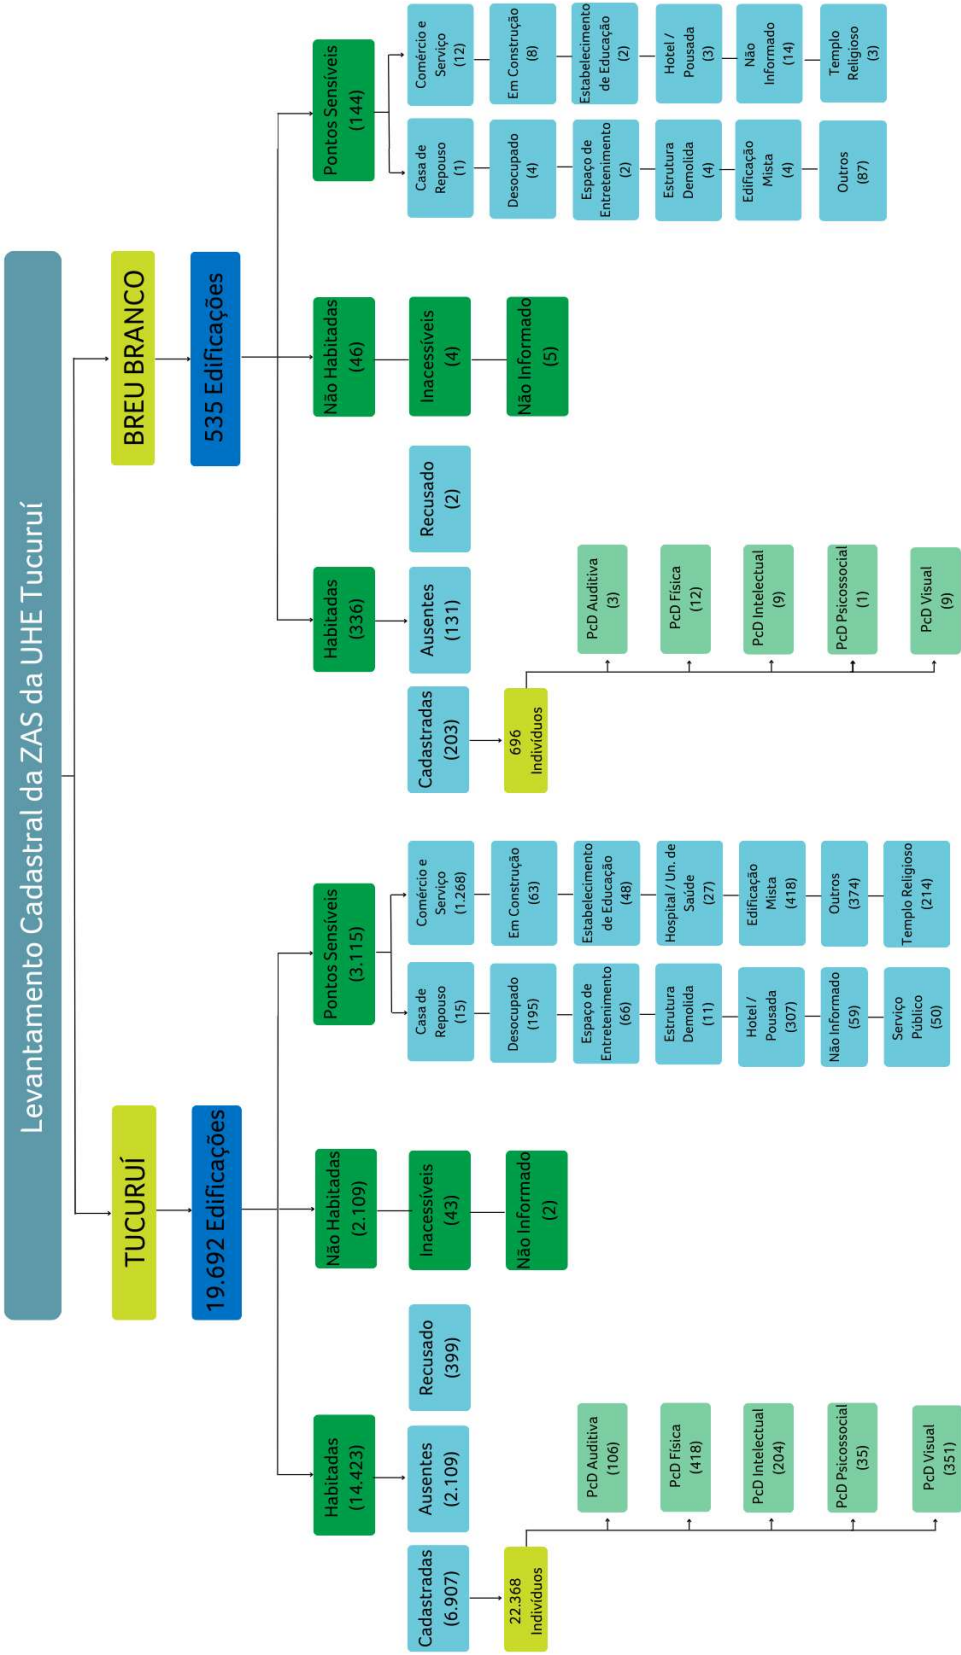 Levantamento Cadastral da ZAS da UHE Tucuruí
TUCURUÍ
19.692 Edificações
Habitadas
(14.423)
Cadastradas
(6.907)
Ausentes
(2.109)
Recusado
(399)
22.368
Indivíduos
PcD Auditiva
(106)
PcD Física
(418)
PcD Intelectual
(204)
PcD Psicossocial
(35)
PcD Visual
(351)
Não Habitadas
(2.109)
Inacessíveis
(43)
Não Informado
(2)
Pontos Sensíveis
(3.115)
Casa de
Repouso
(15)
Comércio e
Serviço
(1.268)
Desocupado
(195)
Em Construção
(63)
Espaço de
Entretenimento
(66)
Estabelecimento
de Educação
(48)
Estrutura
Demolida
(11)
Hospital / Un. de
Saúde
(27)
Hotel /
Pousada
(307)
Edificação
Mista
(418)
Não Informado
(59)
Outros
(374)
Serviço
Público
(50)
Templo Religioso
(214)
BREU BRANCO
535 Edificações
Habitadas
(336)
Cadastradas
(203)
Ausentes
(131)
Recusado
(2)
696
Indivíduos
PcD Auditiva
(3)
PcD Física
(12)
PcD Intelectual
(9)
PcD Psicossocial
(1)
PcD Visual
(9)
Não Habitadas
(46)
Inacessíveis
(4)
Não Informado
(5)
Pontos Sensíveis
(144)
Casa de
Repouso
(1)
Comércio e
Serviço
(12)
Desocupado
(4)
Em Construção
(8)
Espaço de
Entretenimento
(2)
Estabelecimento
de Educação
(2)
Estrutura
Demolida
(4)
Hotel /
Pousada
(3)
Edificação
Mista
(4)
Não
Informado
(14)
Outros
(87)
Templo
Religioso
(3)